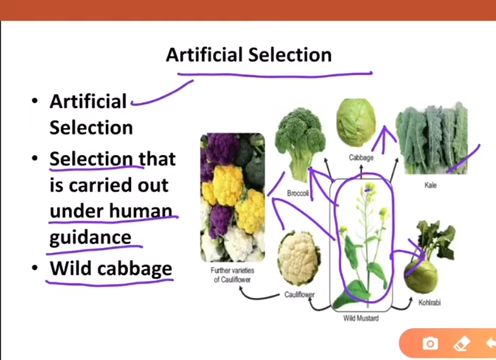 Artificial Selection
• Artificial
Selection
• Selection that
is carried out
under human
guidance
• Wild cabbage
Broccoli
Cabbage
Kale
Further varieties
of Cauliflower
Cauliflower
Wild Mustard
Kohlrabi